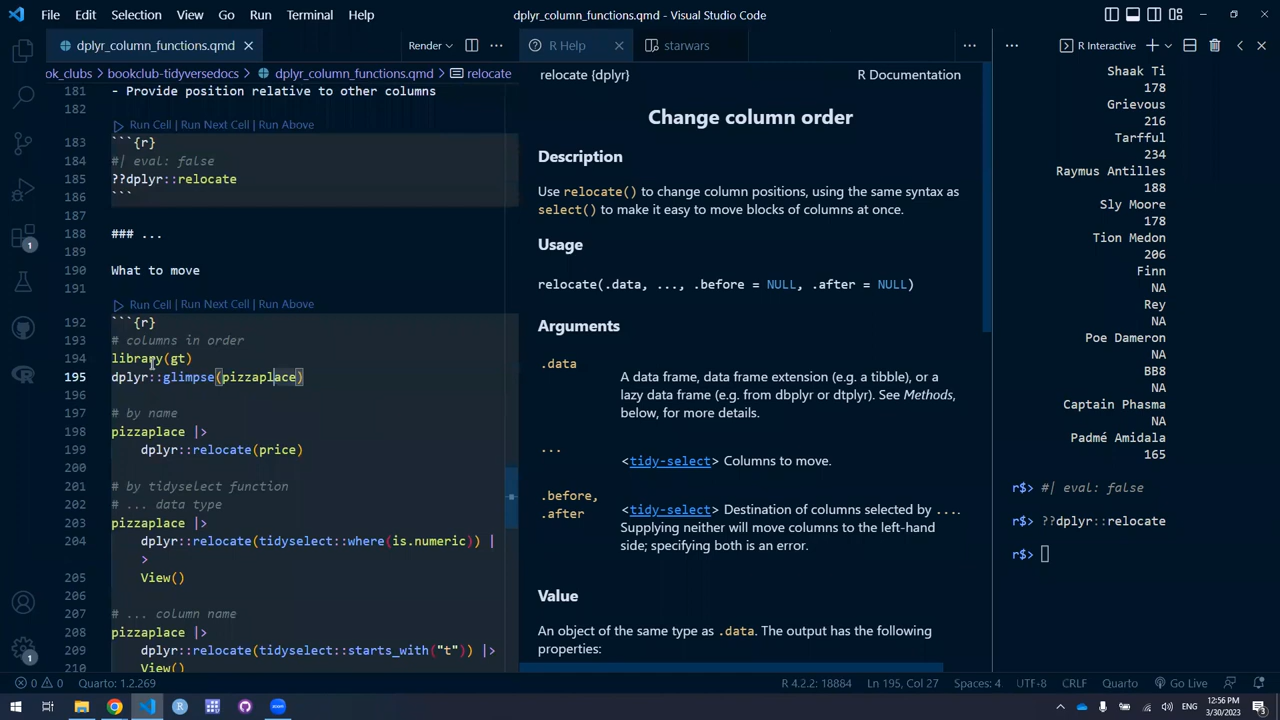 File Edit Selection View Go Run Terminal Help
dplyr_column_functions.qmd - Visual Studio Code
dplyr_column_functions.qmd
Render
R Help
starwars
R Interactive
ok_clubs > bookclub-tidyversedocs > dplyr_column_functions.qmd > relocate
181 - Provide position relative to other columns
182
Run Cell | Run Next Cell | Run Above
183 ```{r}
184 #| eval: false
185 ??dplyr::relocate
186 ```
187
188 ### ...
189
190 What to move
191
Run Cell | Run Next Cell | Run Above
192 ```{r}
193 # columns in order
194 library(gt)
195 dplyr::glimpse(pizzaplace)
196
197 # by name
198 pizzaplace |>
199 dplyr::relocate(price)
200
201 # by tidyselect function
202 # ... data type
203 pizzaplace |>
204 dplyr::relocate(tidyselect::where(is.numeric)) |
>
205 View()
206
207 # ... column name
208 pizzaplace |>
209 dplyr::relocate(tidyselect::starts_with("t")) |>
210 View()
relocate {dplyr}
R Documentation
Change column order
Description
Use relocate() to change column positions, using the same syntax as
select() to make it easy to move blocks of columns at once.
Usage
relocate(.data, ..., .before = NULL, .after = NULL)
Arguments
.data
A data frame, data frame extension (e.g. a tibble), or a
lazy data frame (e.g. from dbplyr or dtplyr). See Methods,
below, for more details.
...
<tidy-select> Columns to move.
.before,
.after
<tidy-select> Destination of columns selected by ....
Supplying neither will move columns to the left-hand
side; specifying both is an error.
Value
An object of the same type as .data. The output has the following
properties:
Shaak Ti
178
Grievous
216
Tarfful
234
Raymus Antilles
188
Sly Moore
178
Tion Medon
206
Finn
NA
Rey
NA
Poe Dameron
NA
BB8
NA
Captain Phasma
NA
Padmé Amidala
165
r$> #| eval: false
r$> ??dplyr::relocate
r$>
1
1
0 0 Quarto: 1.2.269
R 4.2.2: 18884
Ln 195, Col 27
Spaces: 4
UTF-8
CRLF
Quarto
Go Live
zoom
ENG
12:56 PM
3/30/2023
3